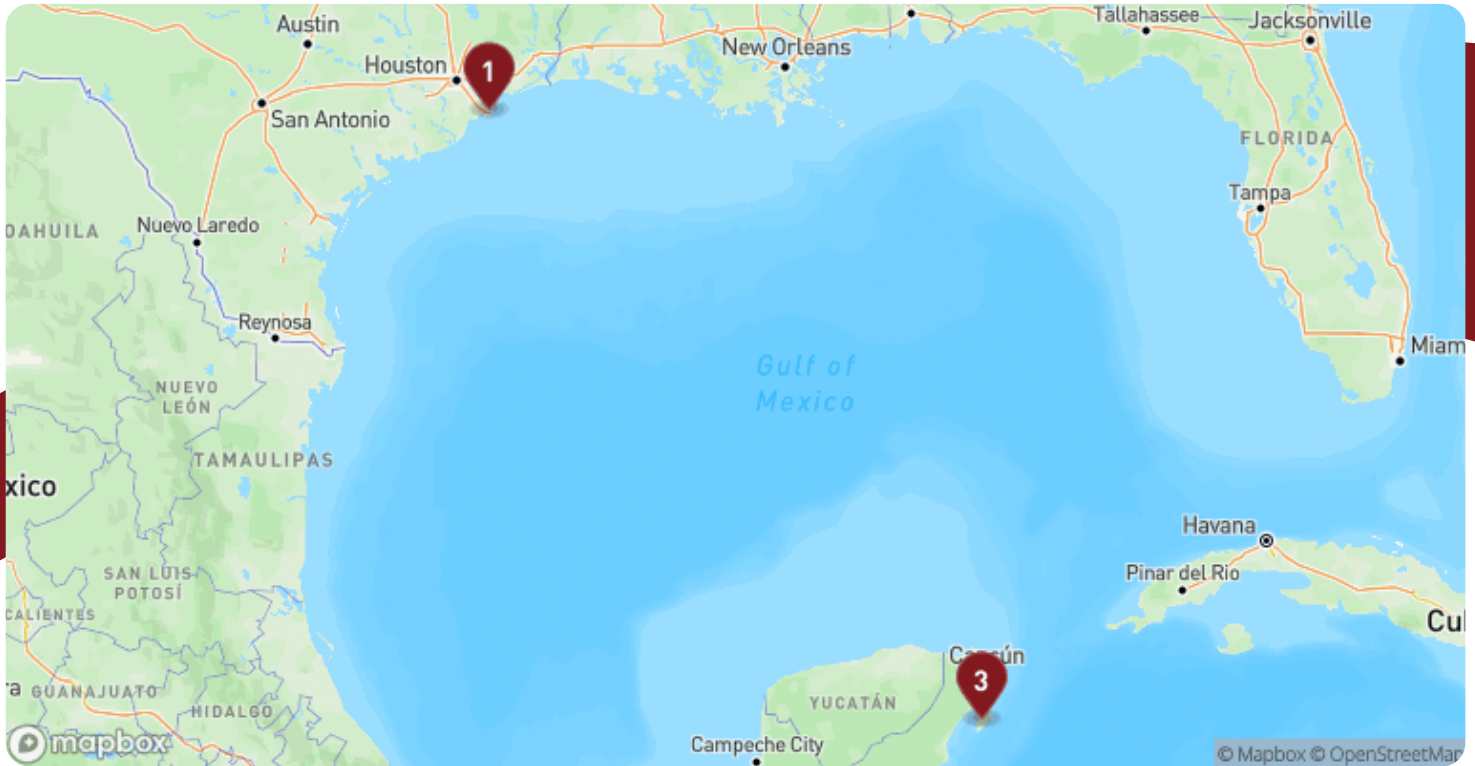 Austin
Tallahassee
Jacksonville
New Orleans
Houston
1
San Antonio
FLORIDA
Tampa
Nuevo Laredo
OAHUILA
Reynosa
Miam
Gulf of
Mexico
NUEVO
LEÓN
TAMAULIPAS
xico
Havana
Pinar del Rio
SAN LUIS
POTOSÍ
CALIENTES
Cul
Cancún
3
ra
GUANAJUATO
YUCATÁN
HIDALGO
mapbox
Campeche City
© Mapbox © OpenStreetMap